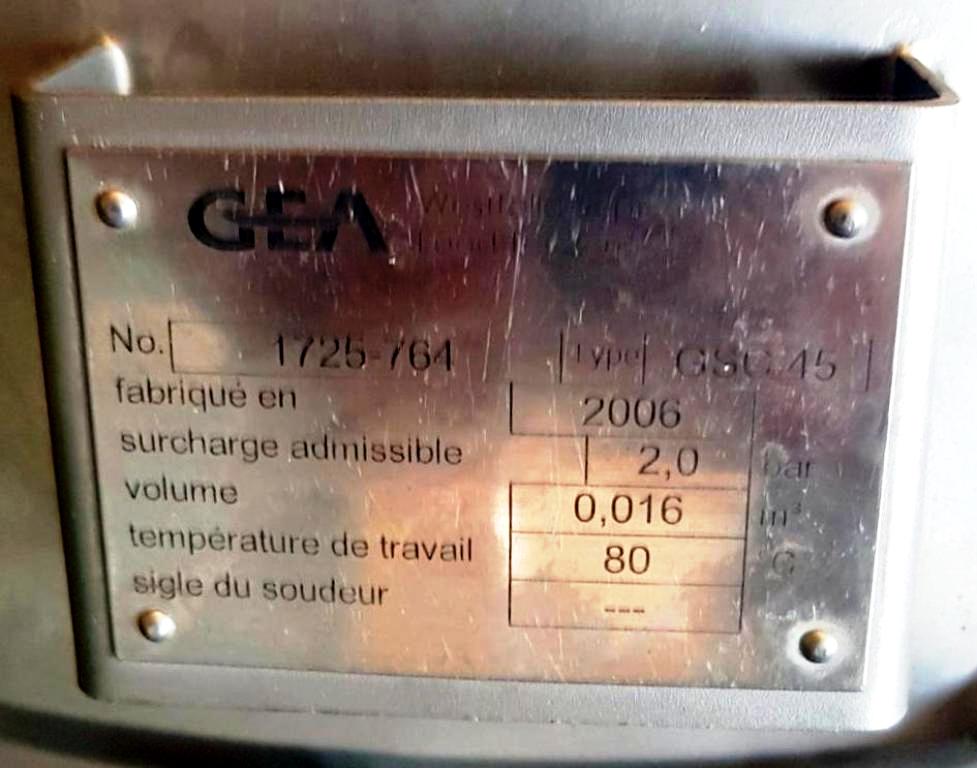 GEA
No. 1725-764 Type GSC 45
fabriqué en 2006
surcharge admissible 2,0 bar
volume 0,016 m³
température de travail 80 °C
sigle du soudeur ---